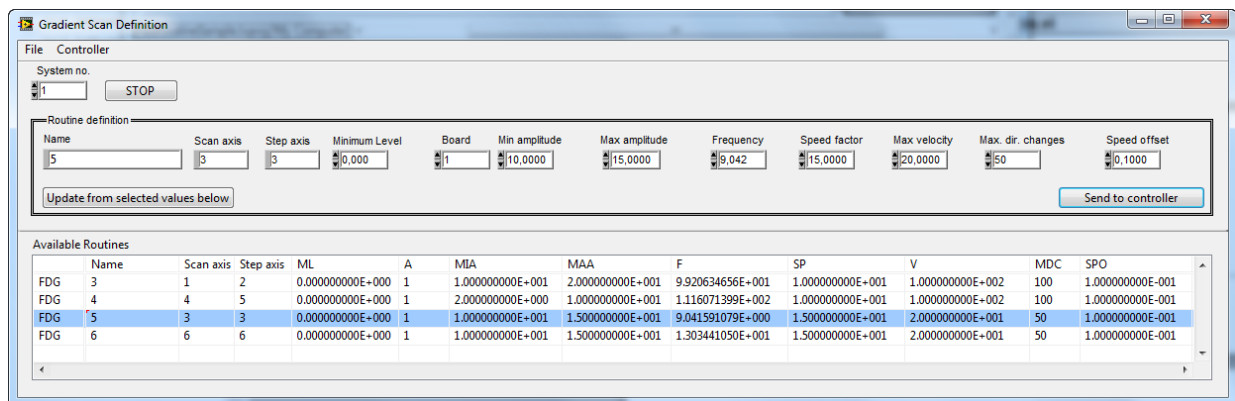 Gradient Scan Definition
File Controller
System no.
1 STOP
Routine definition
Name Scan axis Step axis Minimum Level Board Min amplitude Max amplitude Frequency Speed factor Max velocity Max. dir. changes Speed offset
5 3 3 0,000 1 10,0000 15,0000 9,042 15,0000 20,0000 50 0,1000
Update from selected values below Send to controller
Available Routines
Name Scan axis Step axis ML A MIA MAA F SP V MDC SPO
FDG 3 1 2 0.000000000E+000 1 1.000000000E+001 2.000000000E+001 9.920634656E+001 1.000000000E+001 1.000000000E+002 100 1.000000000E-001
FDG 4 4 5 0.000000000E+000 1 2.000000000E+000 1.000000000E+001 1.116071399E+002 1.000000000E+001 1.000000000E+002 100 1.000000000E-001
FDG 5 3 3 0.000000000E+000 1 1.000000000E+001 1.500000000E+001 9.041591079E+000 1.500000000E+001 2.000000000E+001 50 1.000000000E-001
FDG 6 6 6 0.000000000E+000 1 1.000000000E+001 1.500000000E+001 1.303441050E+001 1.500000000E+001 2.000000000E+001 50 1.000000000E-001